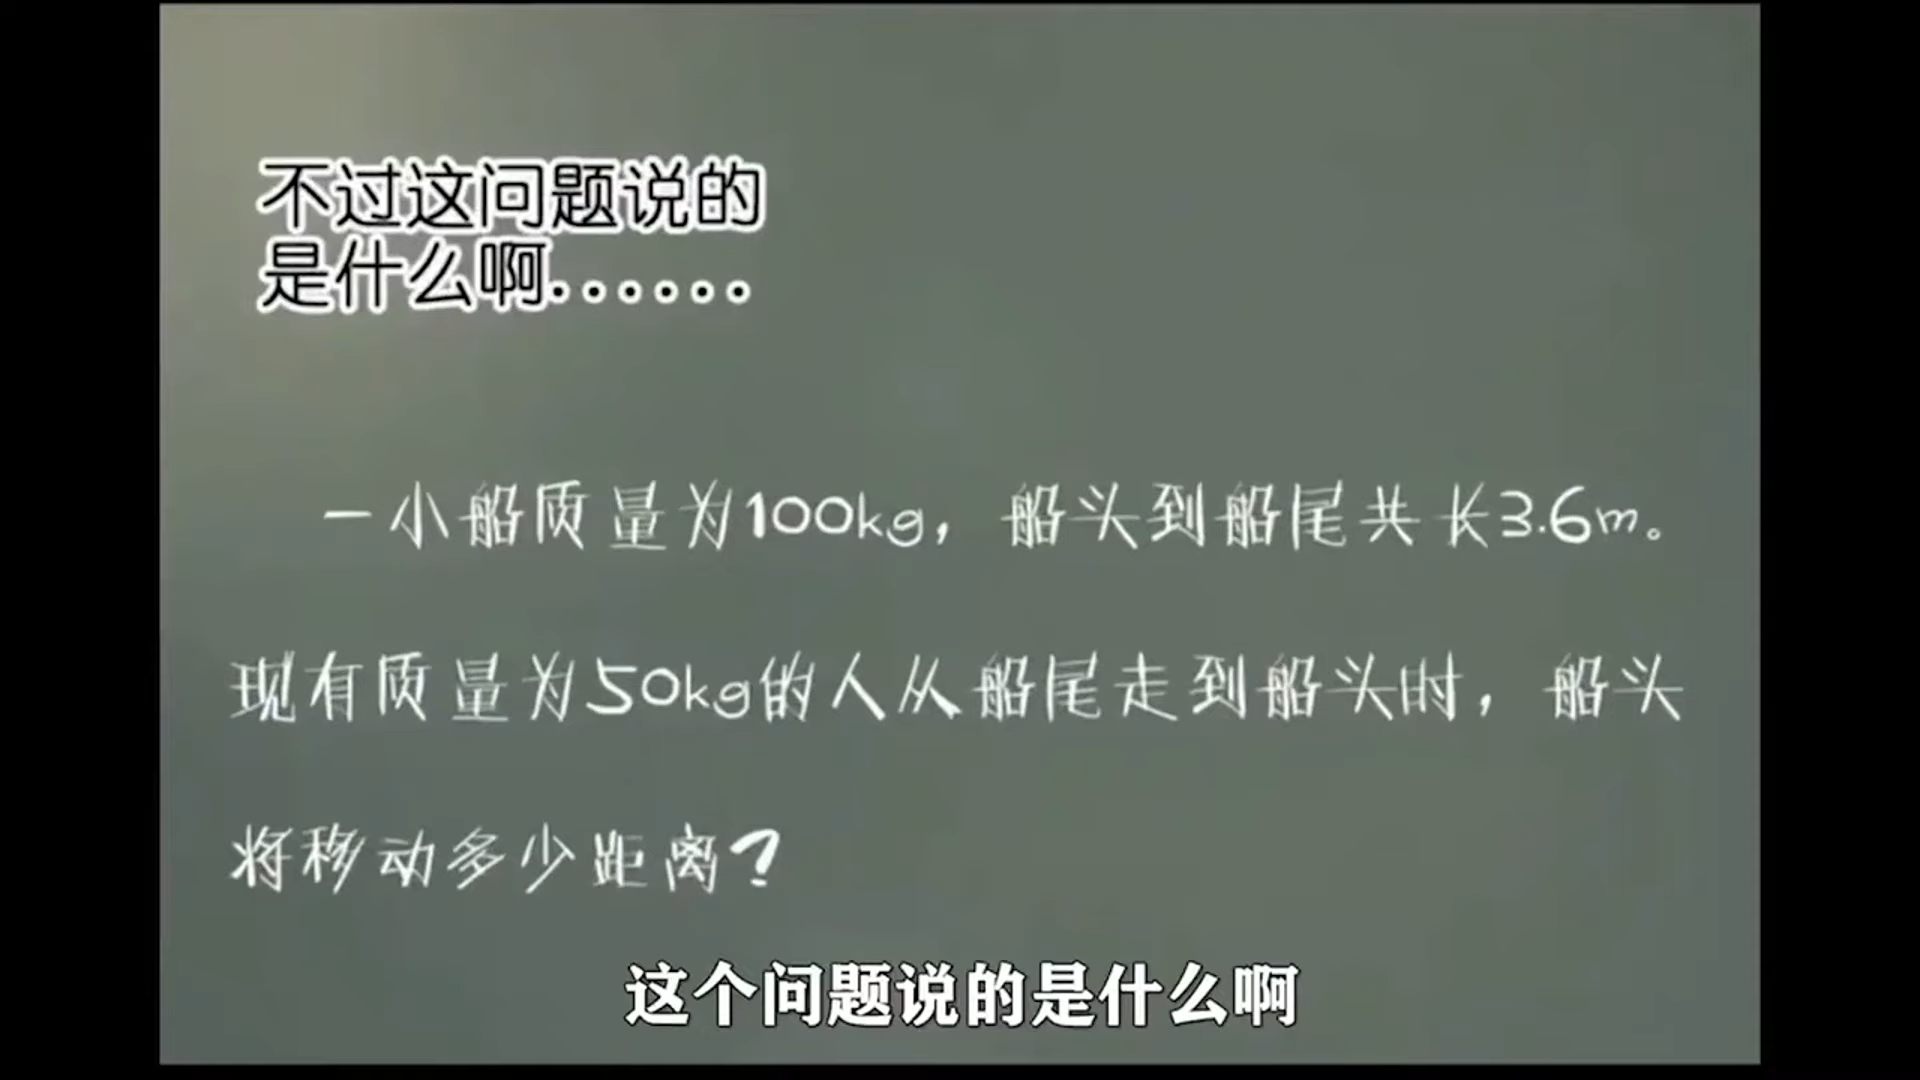 不过这问题说的
是什么啊......
一小船质量为100kg，船头到船尾共长3.6m。
现有质量为50kg的人从船尾走到船头时，船头
将移动多少距离？
这个问题说的是什么啊